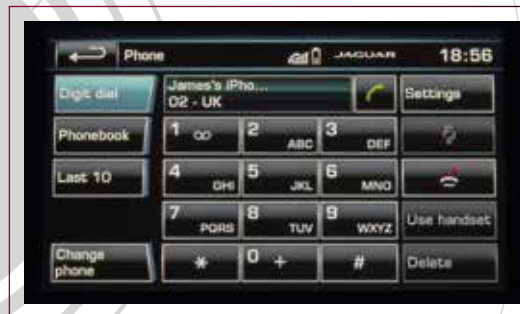 Phone JAGUAR 18:56
Digit dial
James's iPho...
02 - UK
Settings
Phonebook
1
2 ABC
3 DEF
Last 10
4 GHI
5 JKL
6 MNO
7 PQRS
8 TUV
9 WXYZ
Use handset
Change
phone
*
0 +
#
Delete